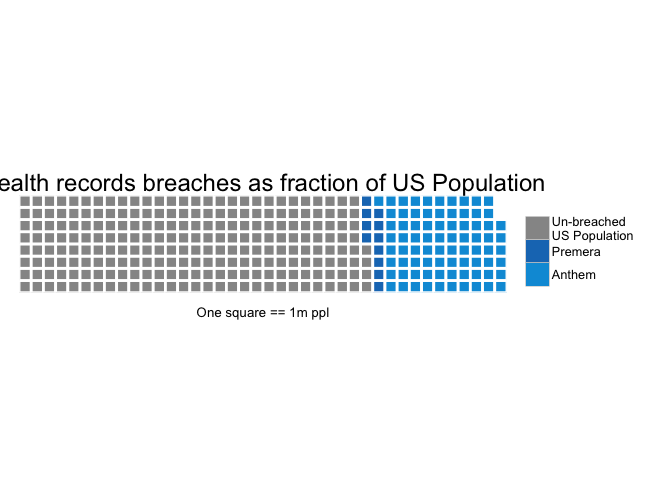 ealth records breaches as fraction of US Population
Un-breached
US Population
Premera
Anthem
One square == 1m ppl